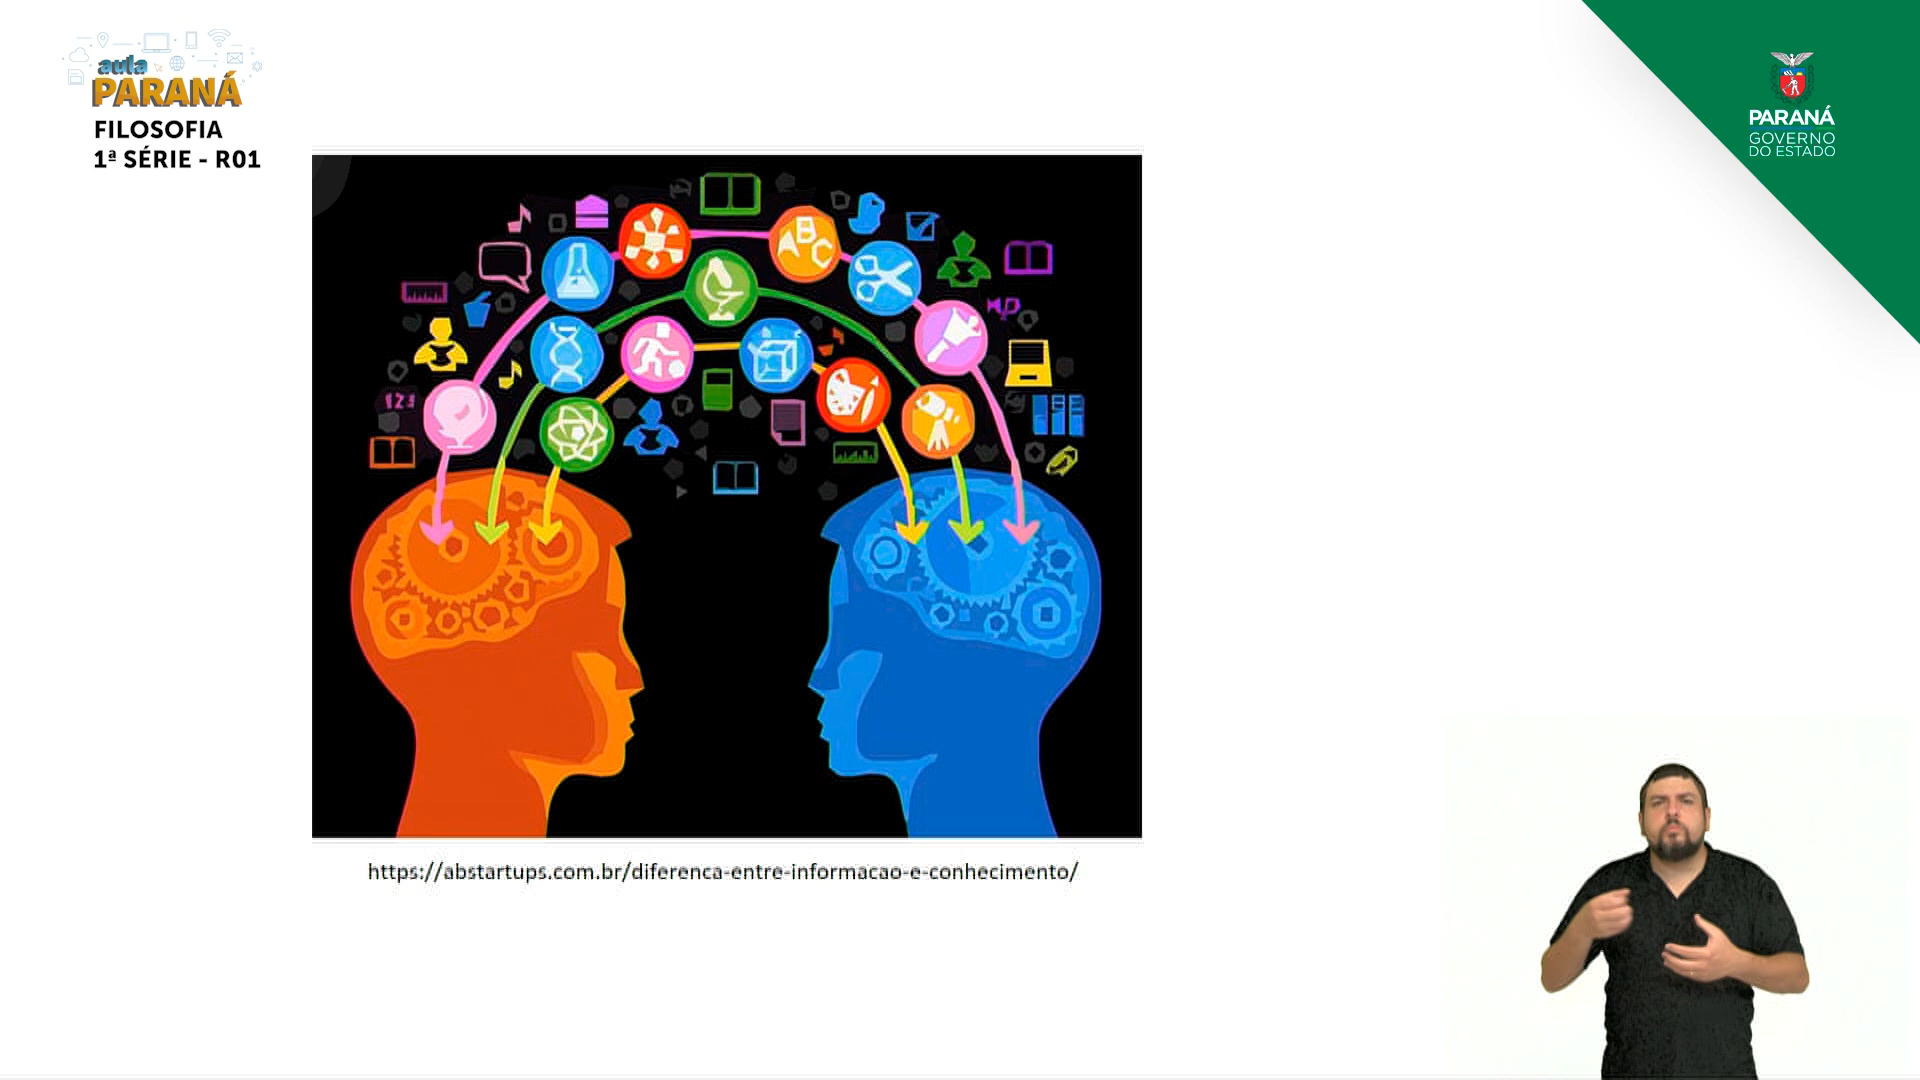 aula
PARANÁ
FILOSOFIA
1ª SÉRIE - R01
PARANÁ
GOVERNO
DO ESTADO
ABC
123
https://abstartups.com.br/diferenca-entre-informacao-e-conhecimento/